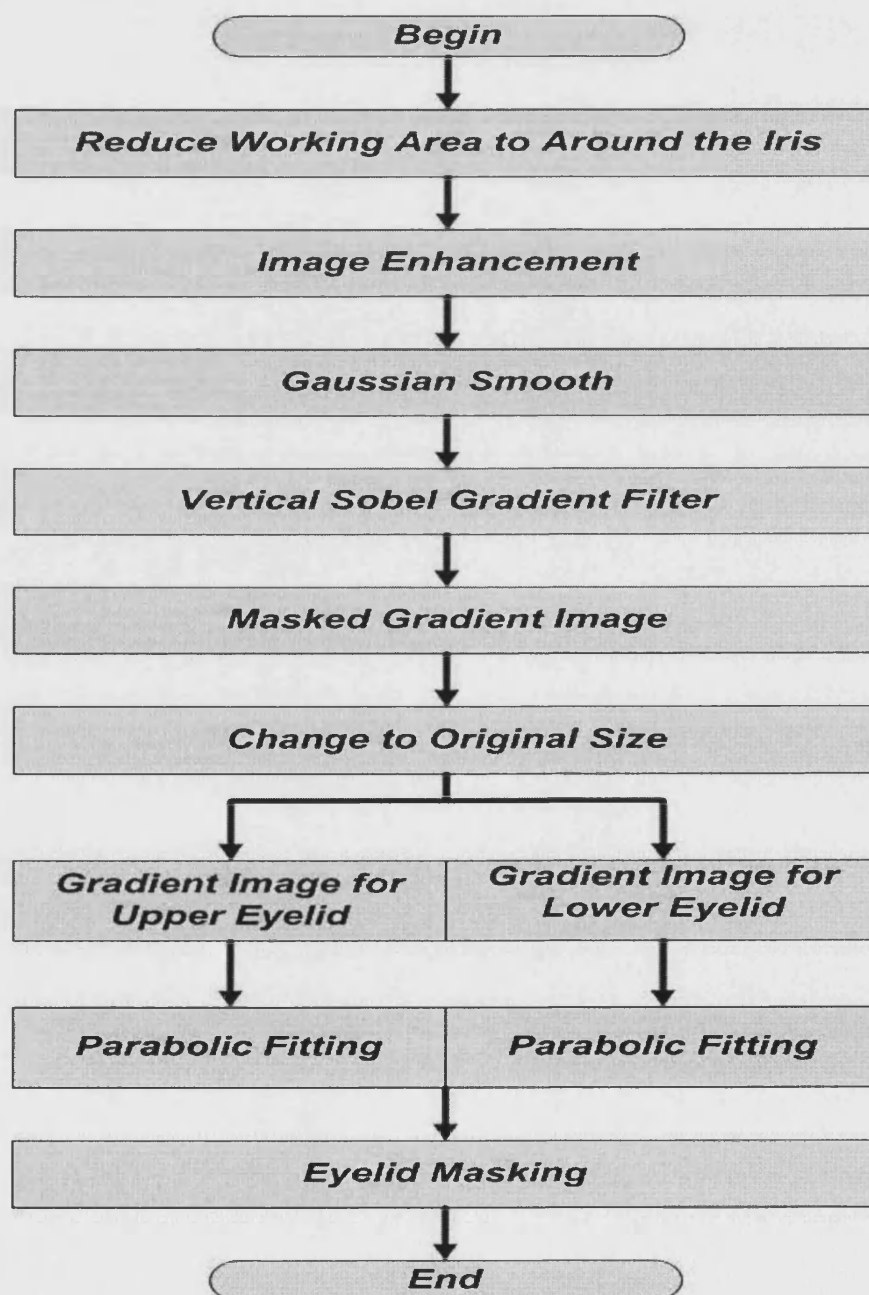 Begin
Reduce Working Area to Around the Iris
Image Enhancement
Gaussian Smooth
Vertical Sobel Gradient Filter
Masked Gradient Image
Change to Original Size
Gradient Image for
Upper Eyelid
Gradient Image for
Lower Eyelid
Parabolic Fitting
Parabolic Fitting
Eyelid Masking
End